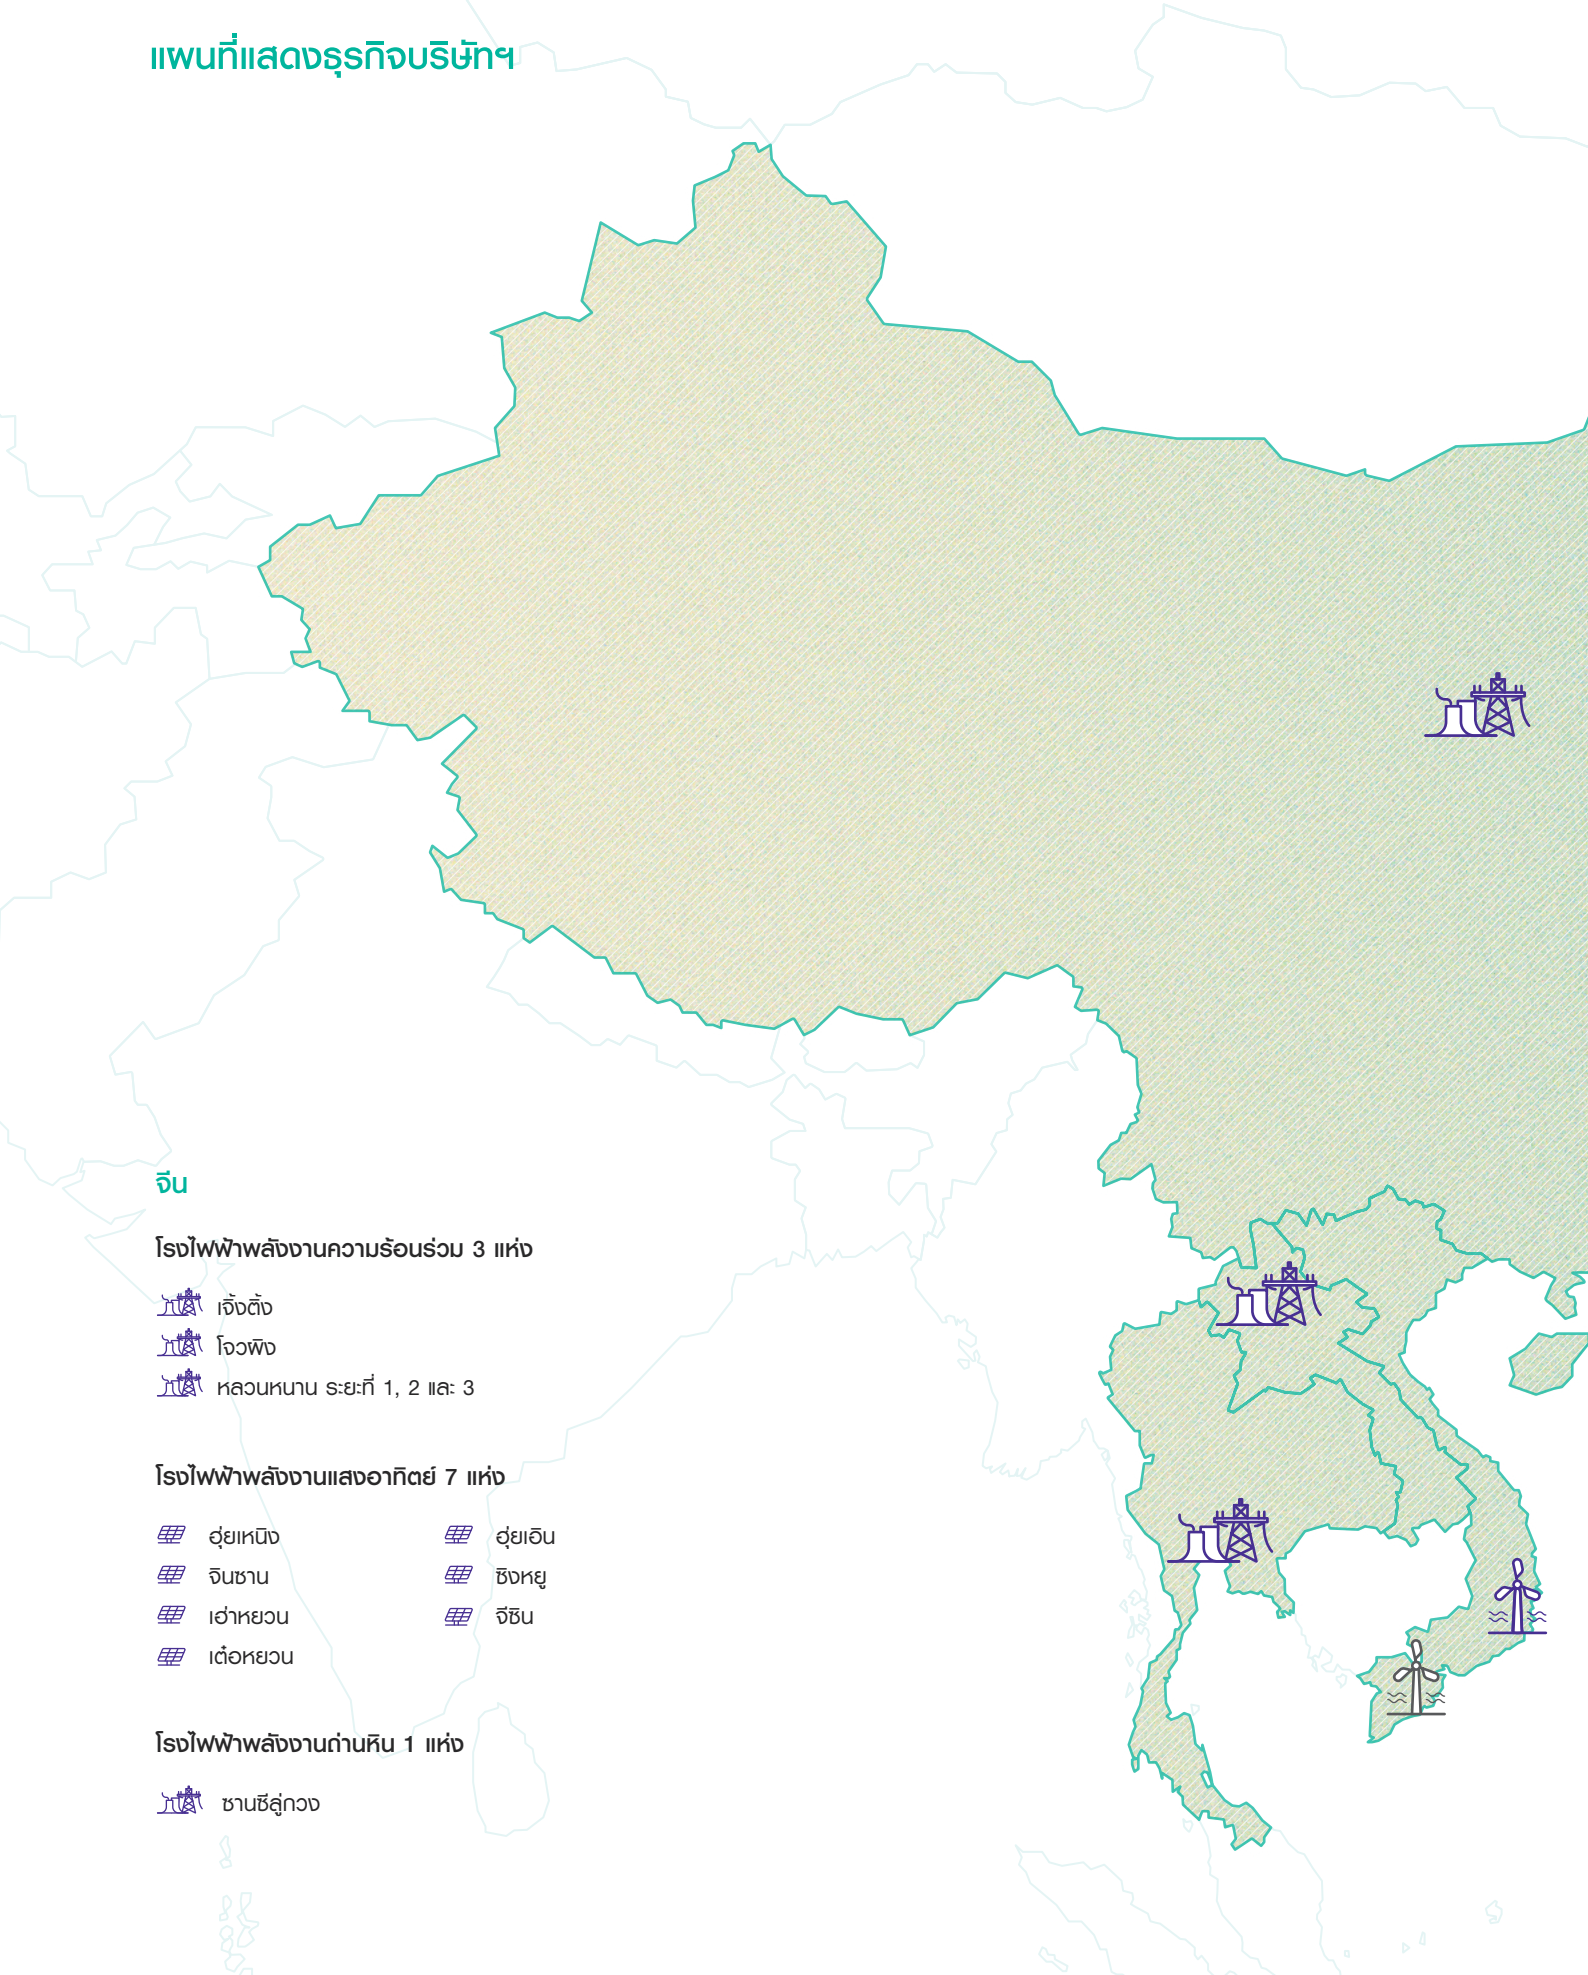 แผนที่แสดงธุรกิจบริษัทฯ
จีน
โรงไฟฟ้าพลังงานความร้อนร่วม 3 แห่ง
เจิ้งติ้ง
โจวผิง
หลวนหนาน ระยะที่ 1, 2 และ 3
โรงไฟฟ้าพลังงานแสงอาทิตย์ 7 แห่ง
ฮุ่ยเหนิง
จินซาน
เฮ่าหยวน
เต๋อหยวน
ฮุ่ยเอิน
ซิงหยู
จีซิน
โรงไฟฟ้าพลังงานถ่านหิน 1 แห่ง
ซานซีลู่กวง